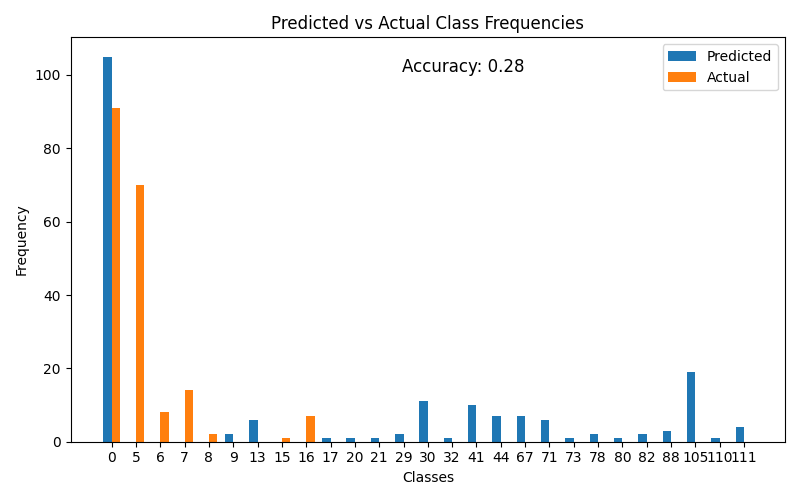 Predicted vs Actual Class Frequencies
Accuracy: 0.28
Predicted
Actual
Frequency
100
80
60
40
20
0
0 5 6 7 8 9 13 15 16 17 20 21 29 30 32 41 44 67 71 73 78 80 82 88 105 110 111
Classes